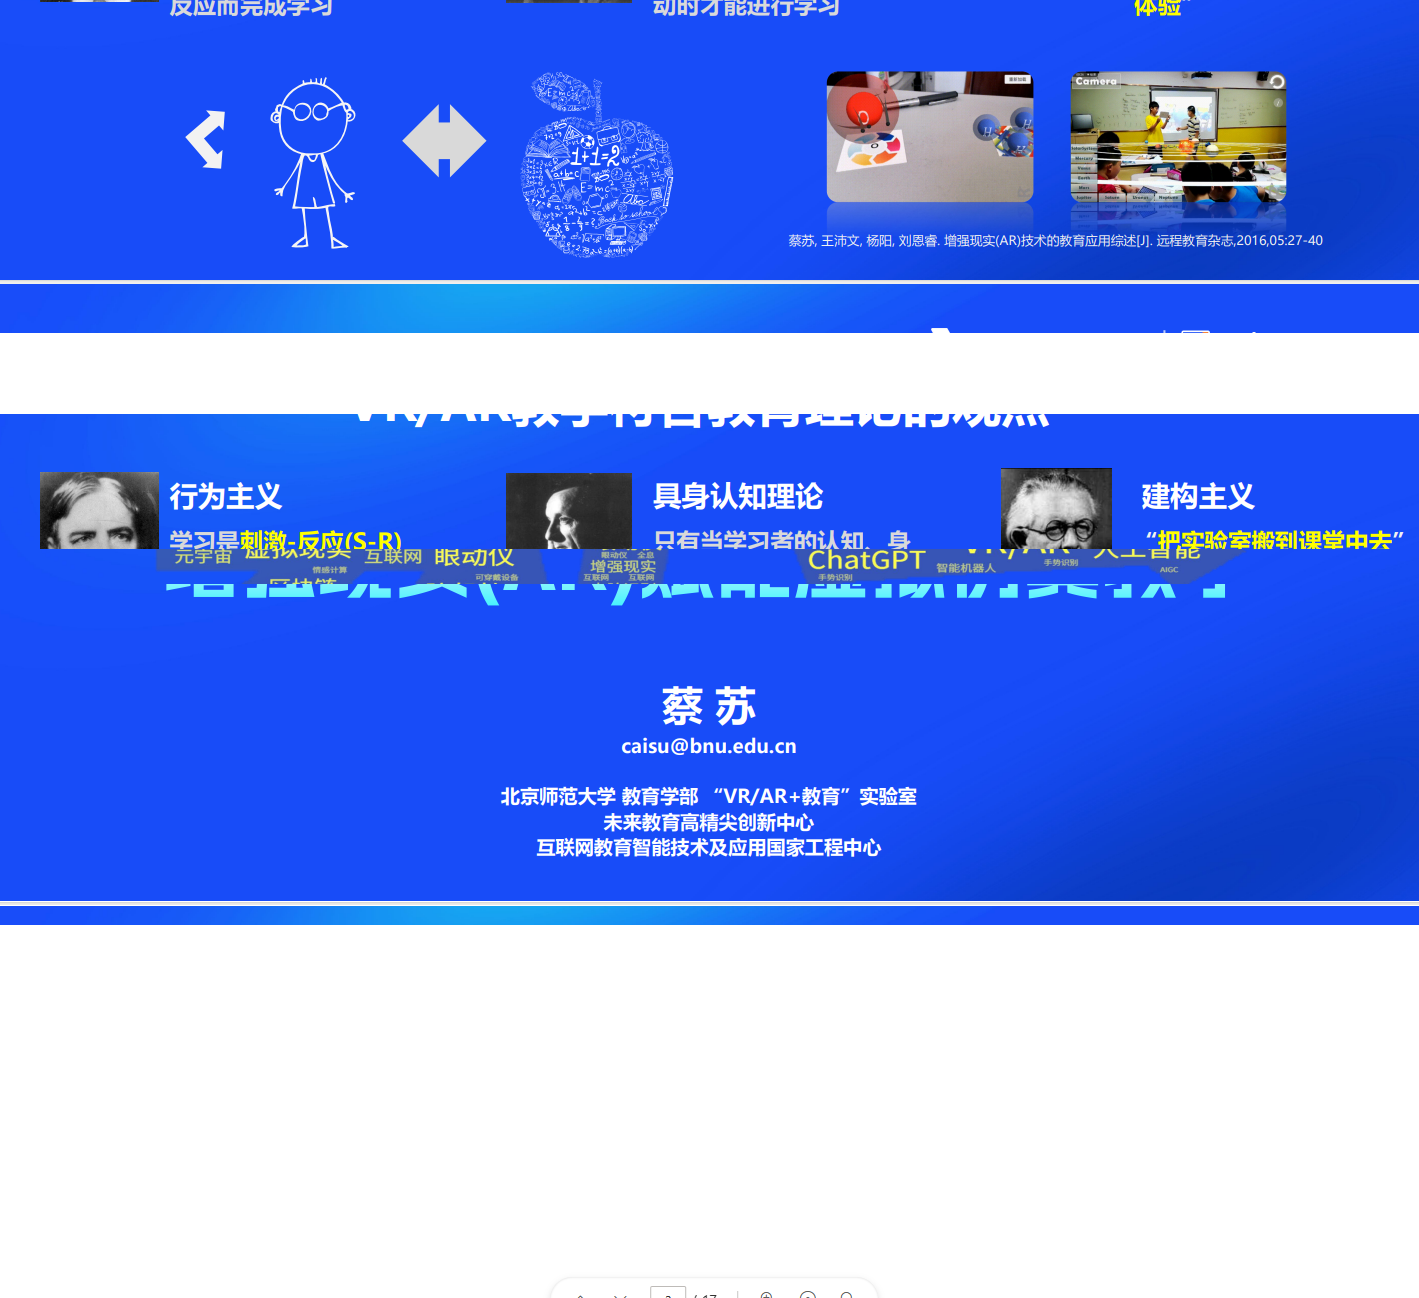 反应而完成学习
动时才能进行学习
体验”
1+1=2
Camera
蔡苏, 王沛文, 杨阳, 刘恩睿. 增强现实(AR)技术的教育应用综述[J]. 远程教育杂志,2016,05:27-40
VR/AR教学符合教育理论的观点
行为主义
具身认知理论
建构主义
学习是刺激-反应(S-R)
只有当学习者的认知、身
“把实验室搬到课堂中去”
元宇宙 虚拟现实 互联网 眼动仪 眼动仪 全息 ChatGPT VR/AR 人工智能
情感计算 可穿戴设备 增强现实 手势识别 智能机器人 手势识别 AIGC
区块链 互联网 互联网
增强现实(AR)赋能虚拟仿真教学
蔡 苏
caisu@bnu.edu.cn
北京师范大学 教育学部 “VR/AR+教育”实验室
未来教育高精尖创新中心
互联网教育智能技术及应用国家工程中心
/ 17